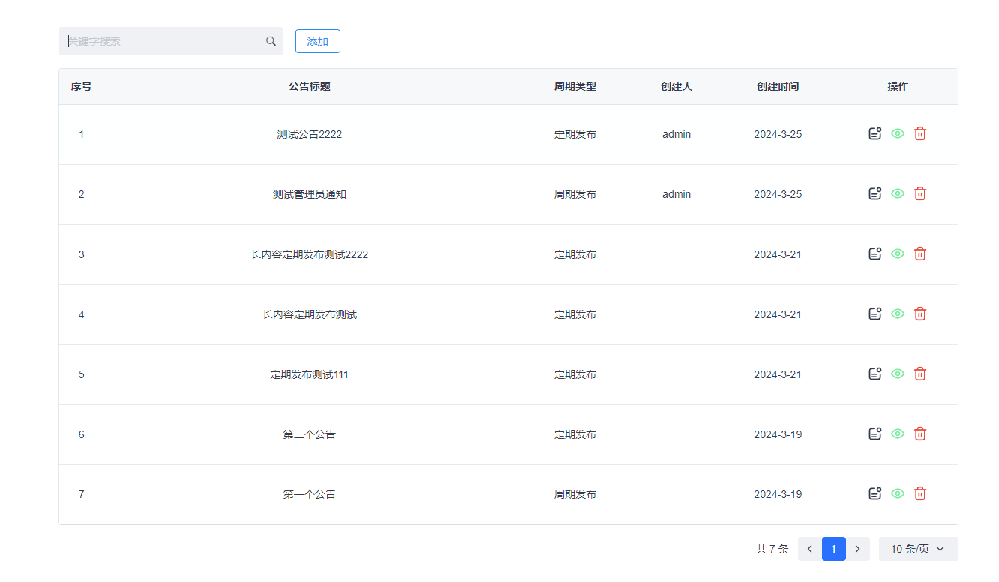 关键字搜索 添加
序号 公告标题 周期类型 创建人 创建时间 操作
1 测试公告2222 定期发布 admin 2024-3-25
2 测试管理员通知 周期发布 admin 2024-3-25
3 长内容定期发布测试2222 定期发布 2024-3-21
4 长内容定期发布测试 定期发布 2024-3-21
5 定期发布测试111 定期发布 2024-3-21
6 第二个公告 定期发布 2024-3-19
7 第一个公告 周期发布 2024-3-19
共 7 条 1 10 条/页